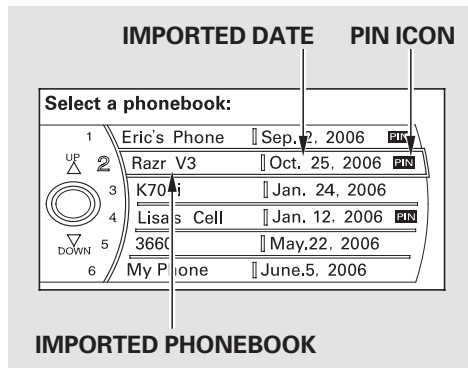 IMPORTED DATE PIN ICON
Select a phonebook:
1 Eric's Phone Sep. 2, 2006 PIN
UP 2 Razr V3 Oct. 25, 2006 PIN
3 Jan. 24, 2006
4 Lisa's Cell Jan. 12, 2006 PIN
DOWN 5 3660 May.22, 2006
6 My Phone June.5, 2006
IMPORTED PHONEBOOK